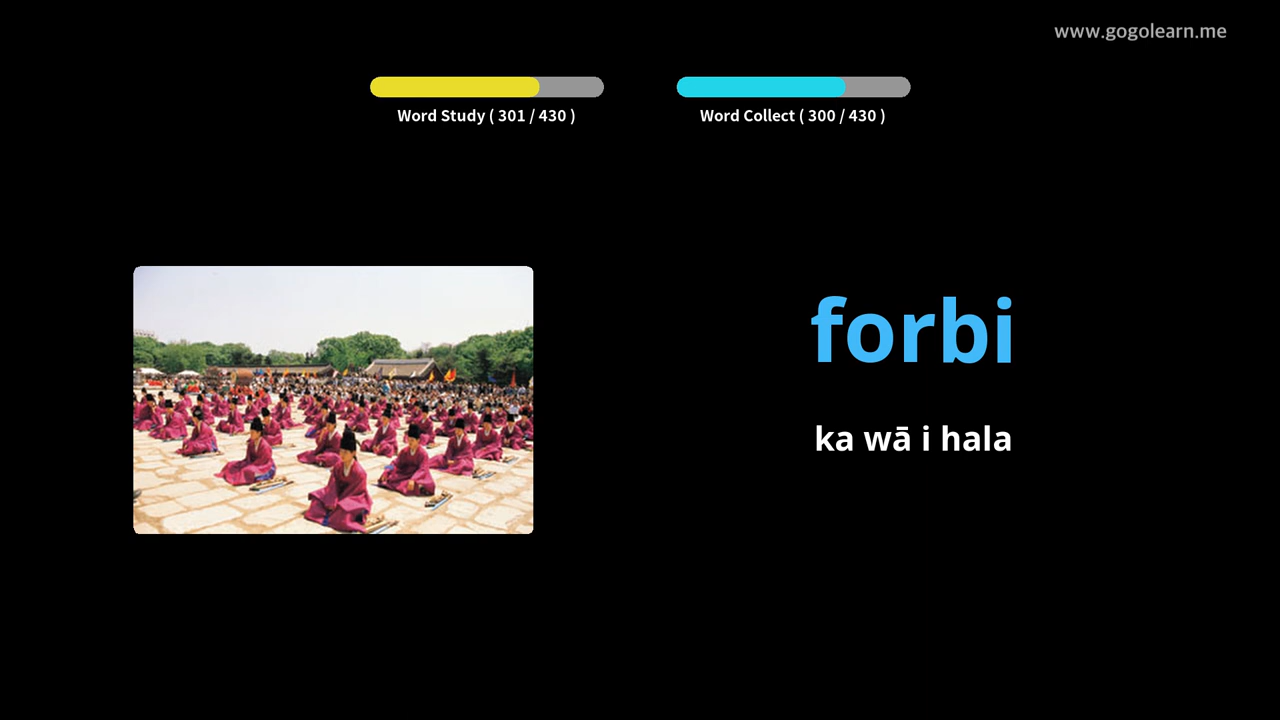 www.gogolearn.me
Word Study ( 301 / 430 )
Word Collect ( 300 / 430 )
forbi
ka wā i hala